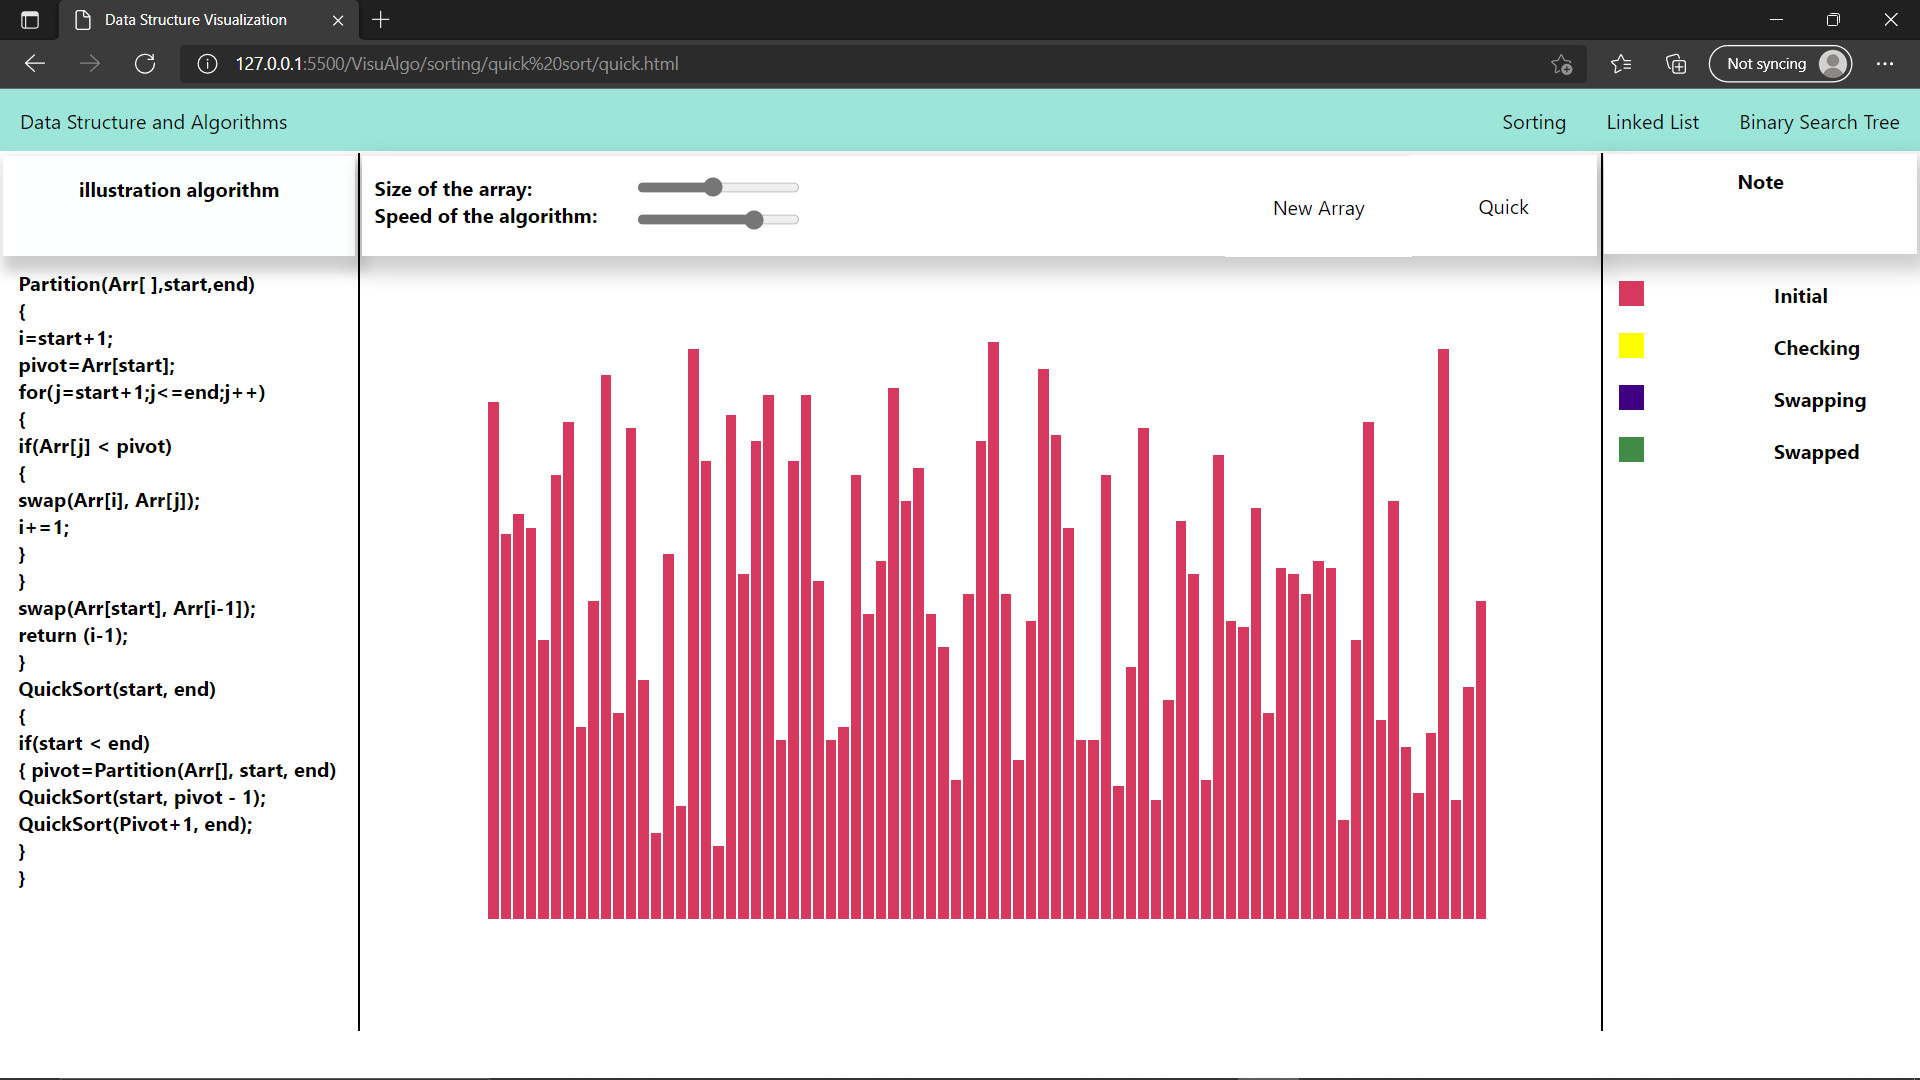 Data Structure Visualization
127.0.0.1:5500/VisuAlgo/sorting/quick%20sort/quick.html
Not syncing
Data Structure and Algorithms
Sorting
Linked List
Binary Search Tree
illustration algorithm
Size of the array:
Speed of the algorithm:
New Array
Quick
Note
Partition(Arr[ ],start,end)
{
i=start+1;
pivot=Arr[start];
for(j=start+1;j<=end;j++)
{
if(Arr[j] < pivot)
{
swap(Arr[i], Arr[j]);
i+=1;
}
}
swap(Arr[start], Arr[i-1]);
return (i-1);
}
QuickSort(start, end)
{
if(start < end)
{ pivot=Partition(Arr[], start, end)
QuickSort(start, pivot - 1);
QuickSort(Pivot+1, end);
}
}
Initial
Checking
Swapping
Swapped